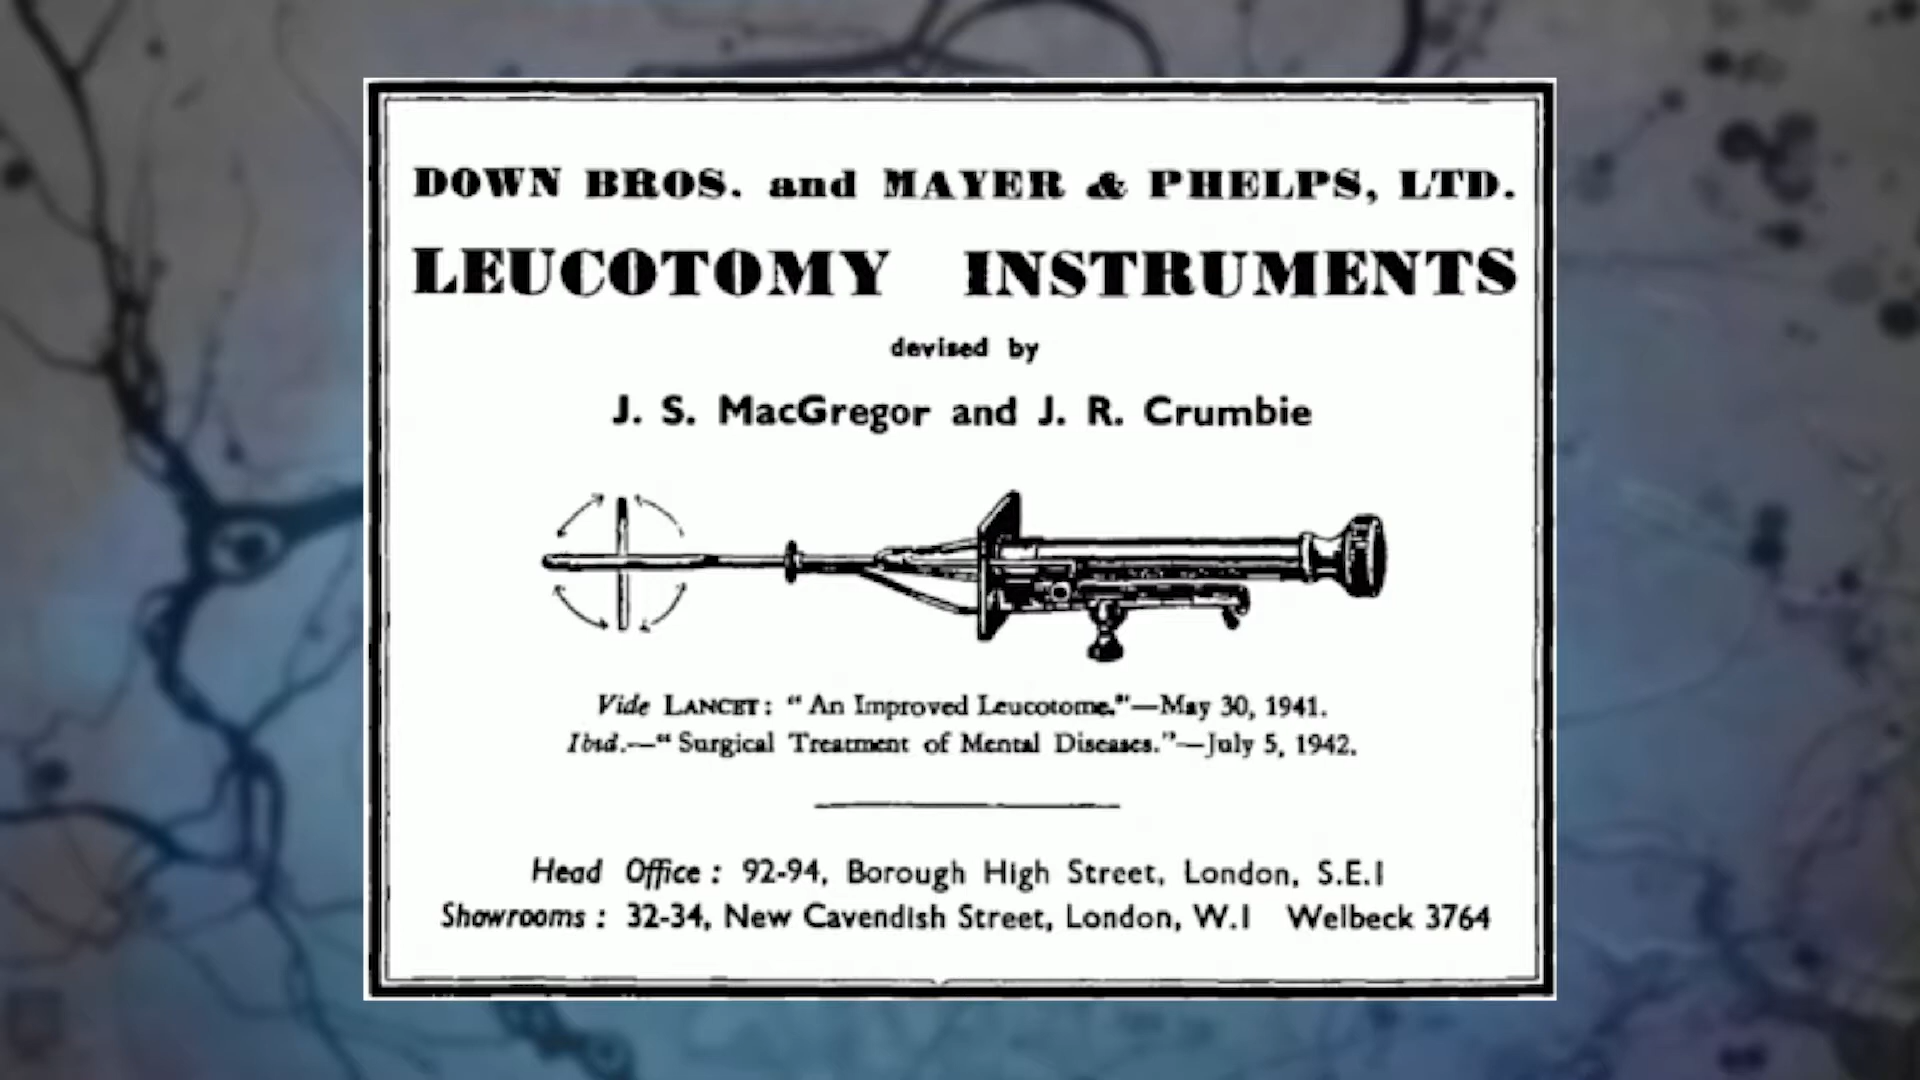 DOWN BROS. and MAYER & PHELPS, LTD.
LEUCOTOMY INSTRUMENTS
devised by
J. S. MacGregor and J. R. Crumbie
Vide LANCET: "An Improved Leucotome."—May 30, 1941.
Ibid.—"Surgical Treatment of Mental Diseases."—July 5, 1942.
Head Office: 92-94, Borough High Street, London, S.E.1
Showrooms: 32-34, New Cavendish Street, London, W.1 Welbeck 3764